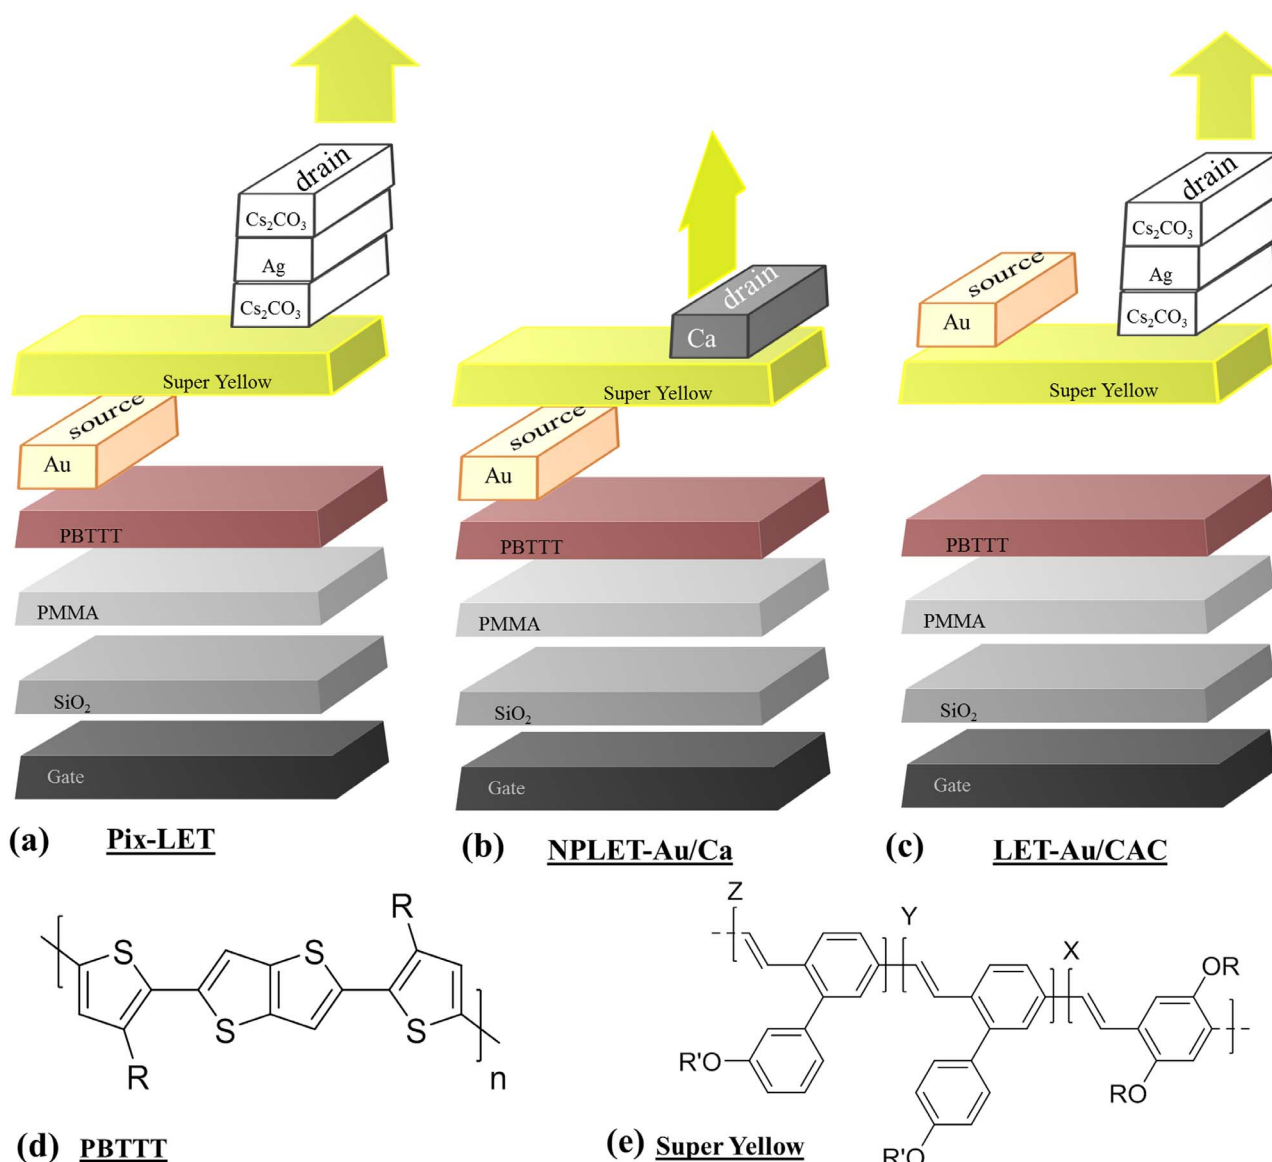 drain
Cs₂CO₃
Ag
Cs₂CO₃
Super Yellow
source
Au
PBTTT
PMMA
SiO₂
Gate
(a) Pix-LET
drain
Ca
Super Yellow
source
Au
PBTTT
PMMA
SiO₂
Gate
(b) NPLET-Au/Ca
drain
Cs₂CO₃
source
Ag
Au
Cs₂CO₃
Super Yellow
PBTTT
PMMA
SiO₂
Gate
(c) LET-Au/CAC
R
S
S
S
S
R
n
(d) PBTTT
Z
Y
X
OR
R'O
RO
R'O
(e) Super Yellow